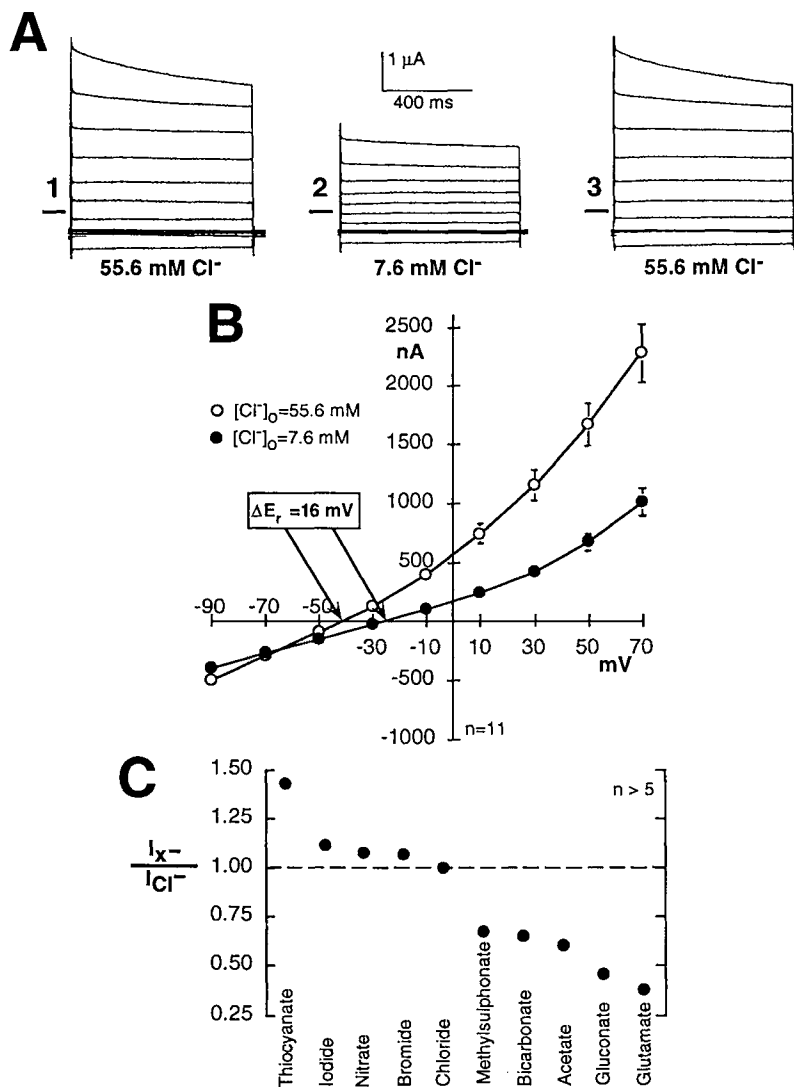 A
1 μA
400 ms
1
2
3
55.6 mM Cl-
7.6 mM Cl-
55.6 mM Cl-
B
2500
nA
2000
1500
1000
500
-500
-1000
[Cl-]o=55.6 mM
[Cl-]o=7.6 mM
ΔEr =16 mV
-90 -70 -50
-30 -10 10 30 50 70
mV
n=11
C
1.50
1.25
1.00
0.75
0.50
0.25
IX-
ICl-
n > 5
Thiocyanate
Iodide
Nitrate
Bromide
Chloride
Methylsulphonate
Bicarbonate
Acetate
Gluconate
Glutamate